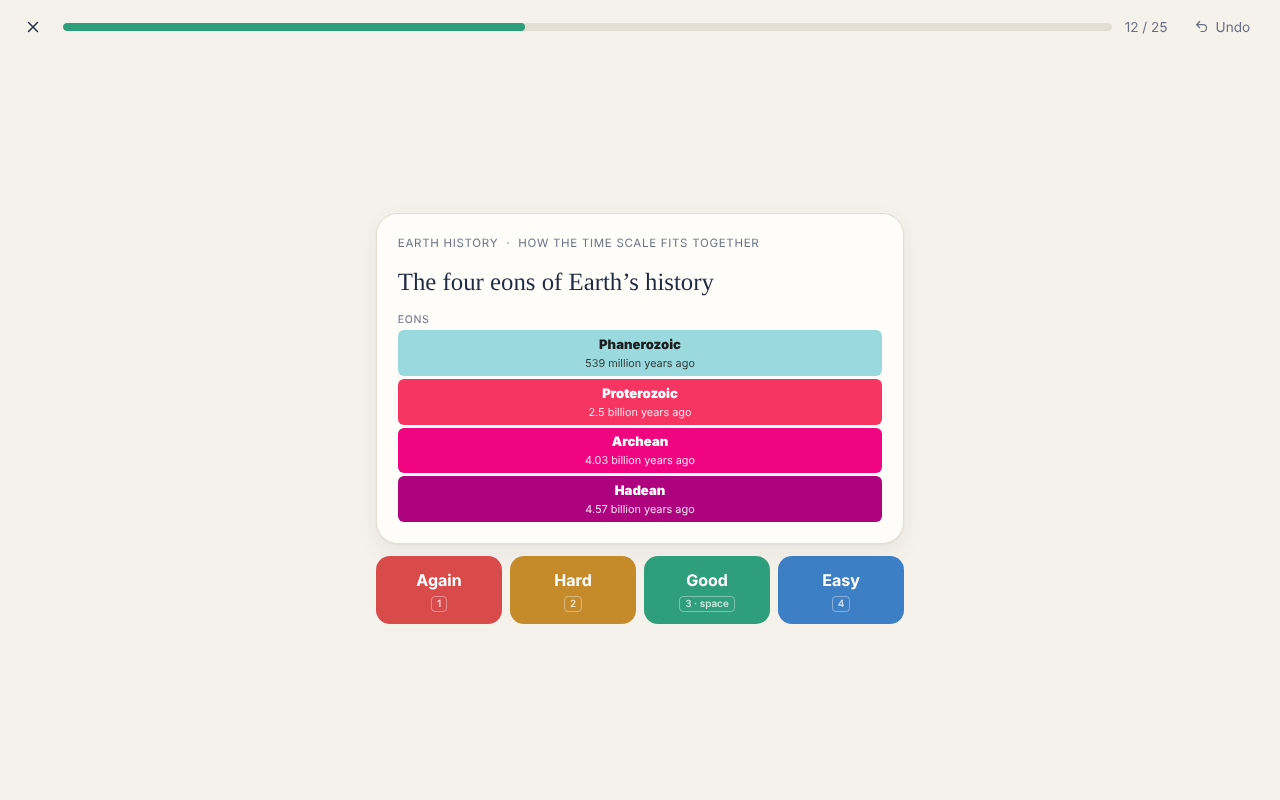 12 / 25
Undo
EARTH HISTORY · HOW THE TIME SCALE FITS TOGETHER
The four eons of Earth’s history
EONS
Phanerozoic
539 million years ago
Proterozoic
2.5 billion years ago
Archean
4.03 billion years ago
Hadean
4.57 billion years ago
Again
1
Hard
2
Good
3 · space
Easy
4